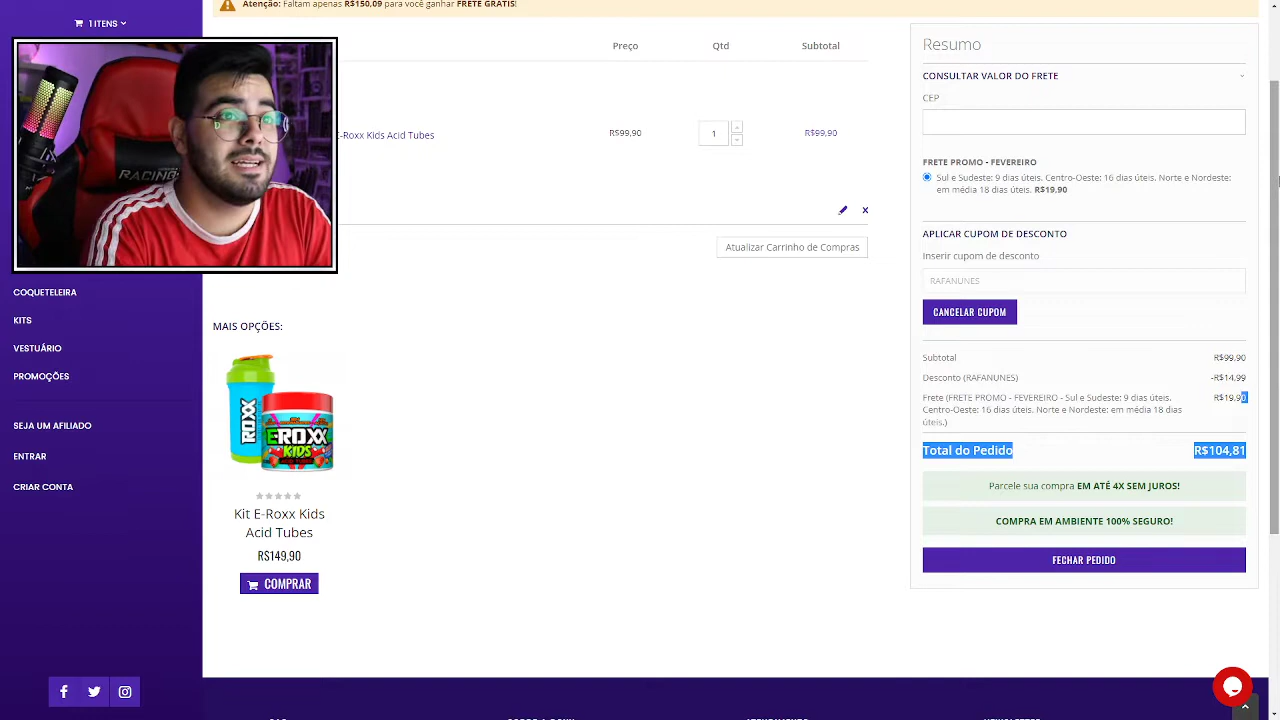 Atenção: Faltam apenas R$150,09 para você ganhar FRETE GRATIS!
1 ITENS
Resumo
Preço Qtd Subtotal
CONSULTAR VALOR DO FRETE
CEP
E-Roxx Kids Acid Tubes R$99,90 1 R$99,90
RACING
FRETE PROMO - FEVEREIRO
Sul e Sudeste: 9 dias úteis. Centro-Oeste: 16 dias úteis. Norte e Nordeste:
em média 18 dias úteis. R$19,90
APLICAR CUPOM DE DESCONTO
Atualizar Carrinho de Compras
Inserir cupom de desconto
RAFANUNES
CANCELAR CUPOM
COQUETELEIRA
KITS
VESTUÁRIO
PROMOÇÕES
SEJA UM AFILIADO
ENTRAR
CRIAR CONTA
MAIS OPÇÕES:
ROXX
EROXX
KIDS
Kit E-Roxx Kids
Acid Tubes
R$149,90
COMPRAR
Subtotal R$99,90
Desconto (RAFANUNES) -R$14,99
Frete (FRETE PROMO - FEVEREIRO - Sul e Sudeste: 9 dias úteis. R$19,90
Centro-Oeste: 16 dias úteis. Norte e Nordeste: em média 18 dias
úteis.)
Total do Pedido R$104,81
Parcele sua compra EM ATÉ 4X SEM JUROS!
COMPRA EM AMBIENTE 100% SEGURO!
FECHAR PEDIDO